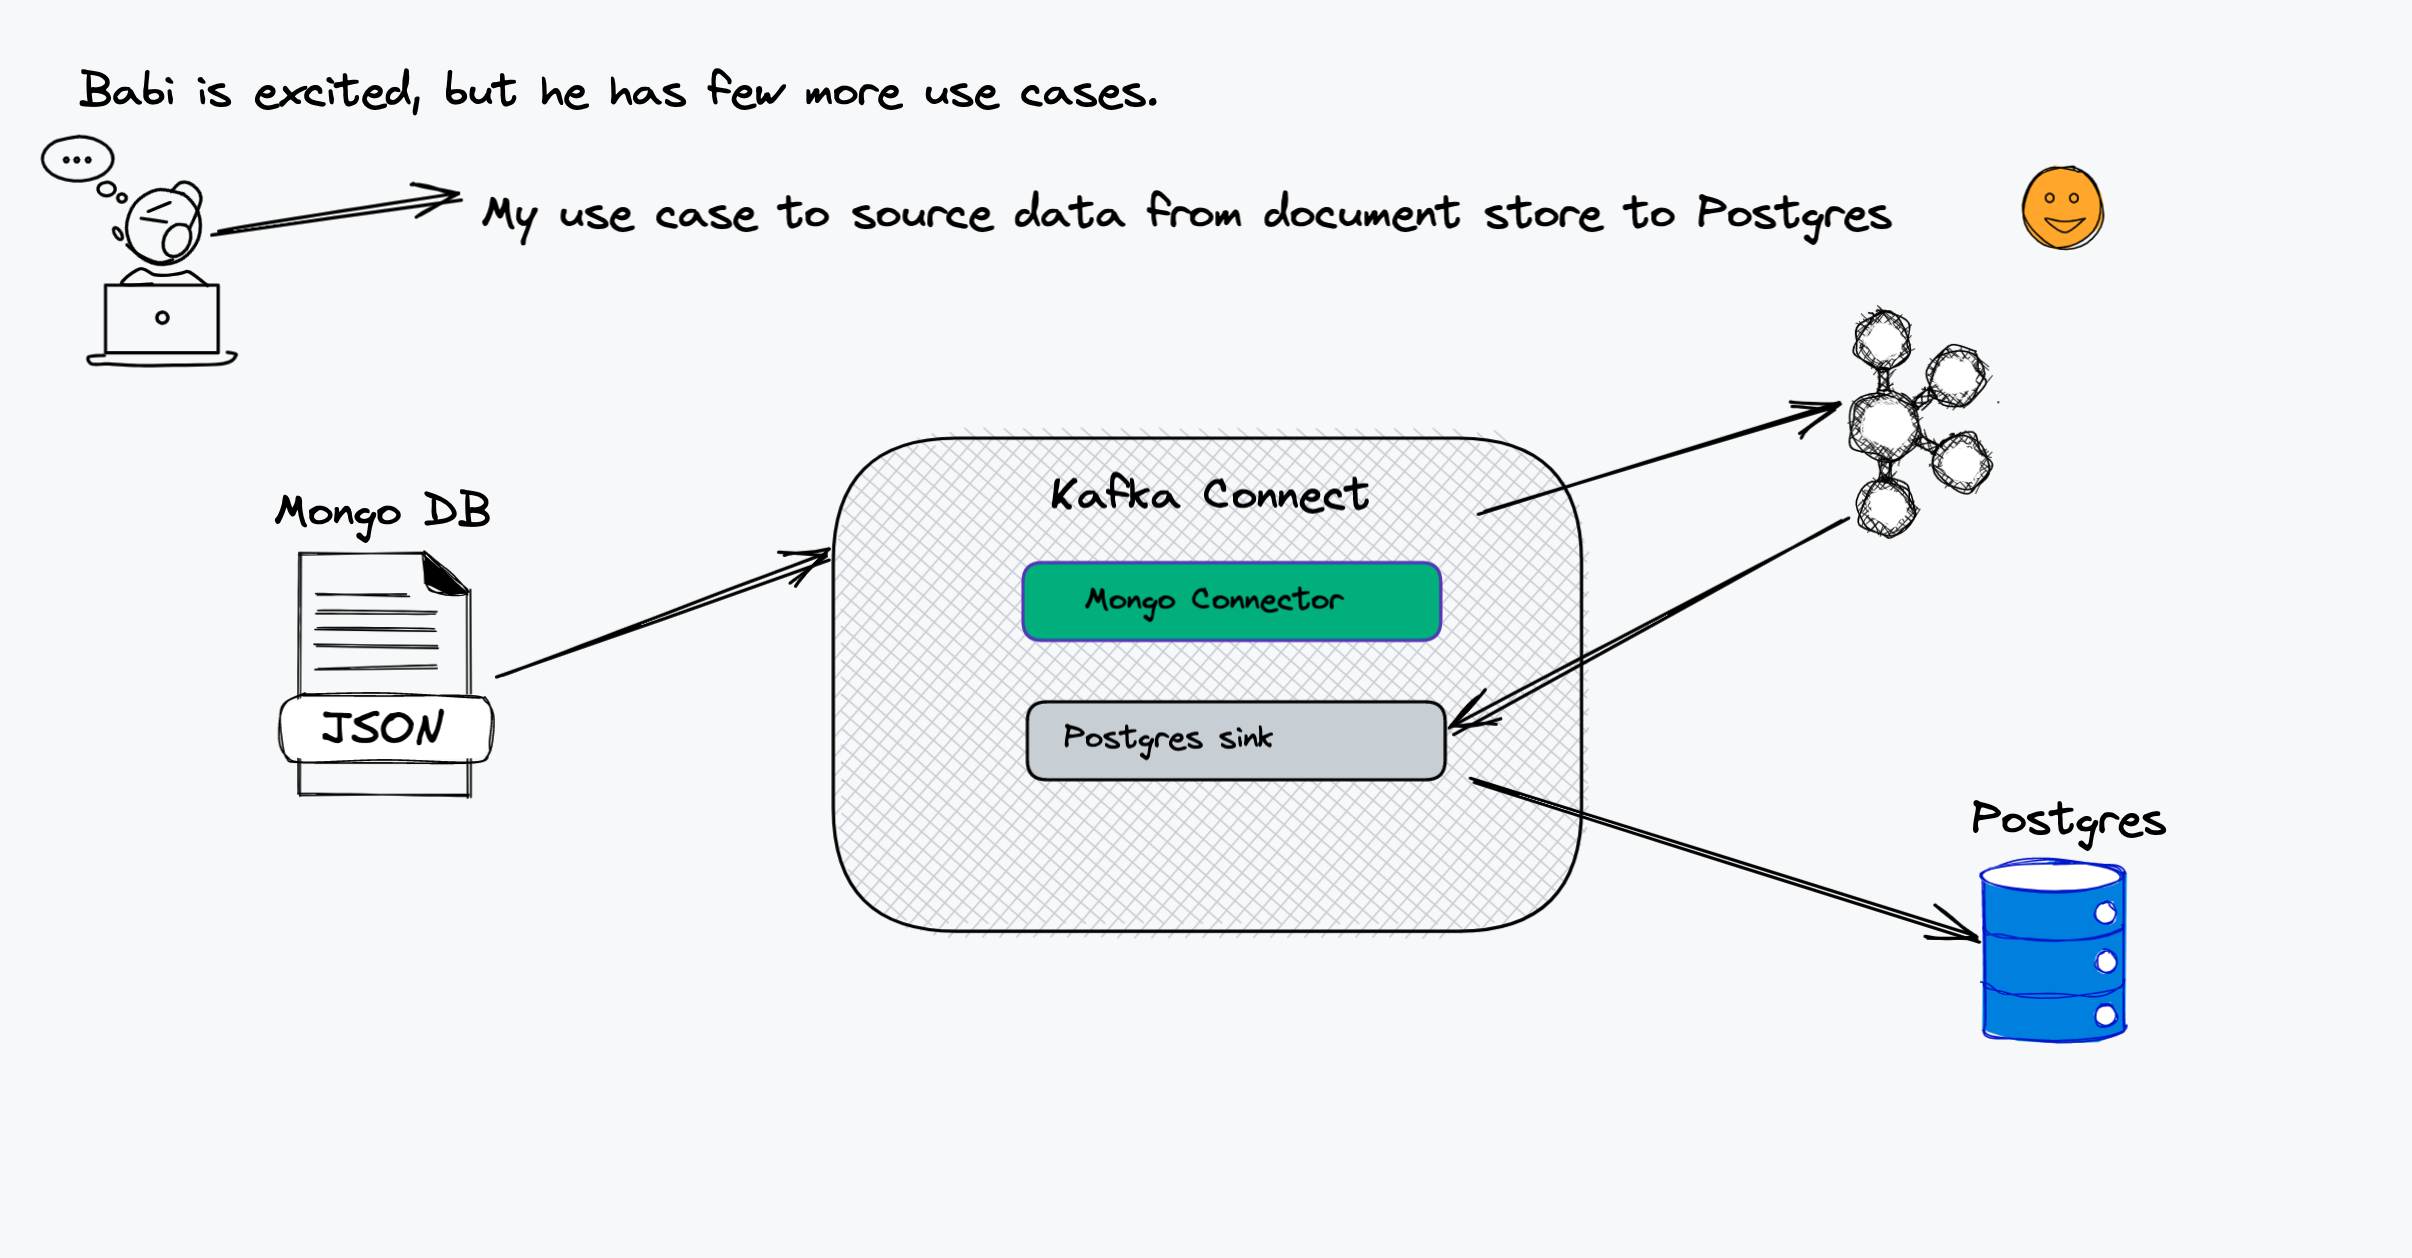 Babi is excited, but he has few more use cases.
...
My use case to source data from document store to Postgres
Kafka Connect
Mongo DB
Mongo Connector
JSON
Postgres sink
Postgres